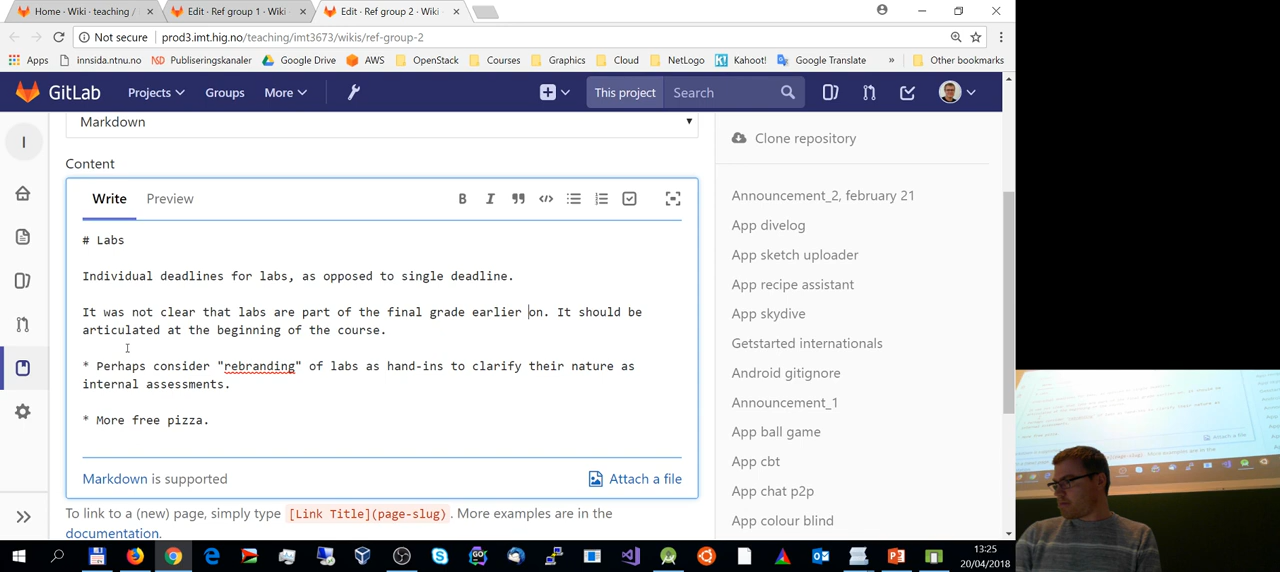 Home · Wiki · teaching /
Edit · Ref group 1 · Wiki ·
Edit · Ref group 2 · Wiki ·
Not secure
prod3.imt.hig.no/teaching/imt3673/wikis/ref-group-2
Apps
innsida.ntnu.no
Publiseringskanaler
Google Drive
AWS
OpenStack
Courses
Graphics
Cloud
NetLogo
Kahoot!
Google Translate
»
Other bookmarks
GitLab
Projects
Groups
More
This project
Search
I
Markdown
Content
Write
Preview
# Labs
Individual deadlines for labs, as opposed to single deadline.
It was not clear that labs are part of the final grade earlier on. It should be
articulated at the beginning of the course.
* Perhaps consider "rebranding" of labs as hand-ins to clarify their nature as
internal assessments.
* More free pizza.
Markdown is supported
Attach a file
To link to a (new) page, simply type [Link Title](page-slug). More examples are in the
documentation.
Clone repository
Announcement_2, february 21
App divelog
App sketch uploader
App recipe assistant
App skydive
Getstarted internationals
Android gitignore
Announcement_1
App ball game
App cbt
App chat p2p
App colour blind
13:25
20/04/2018